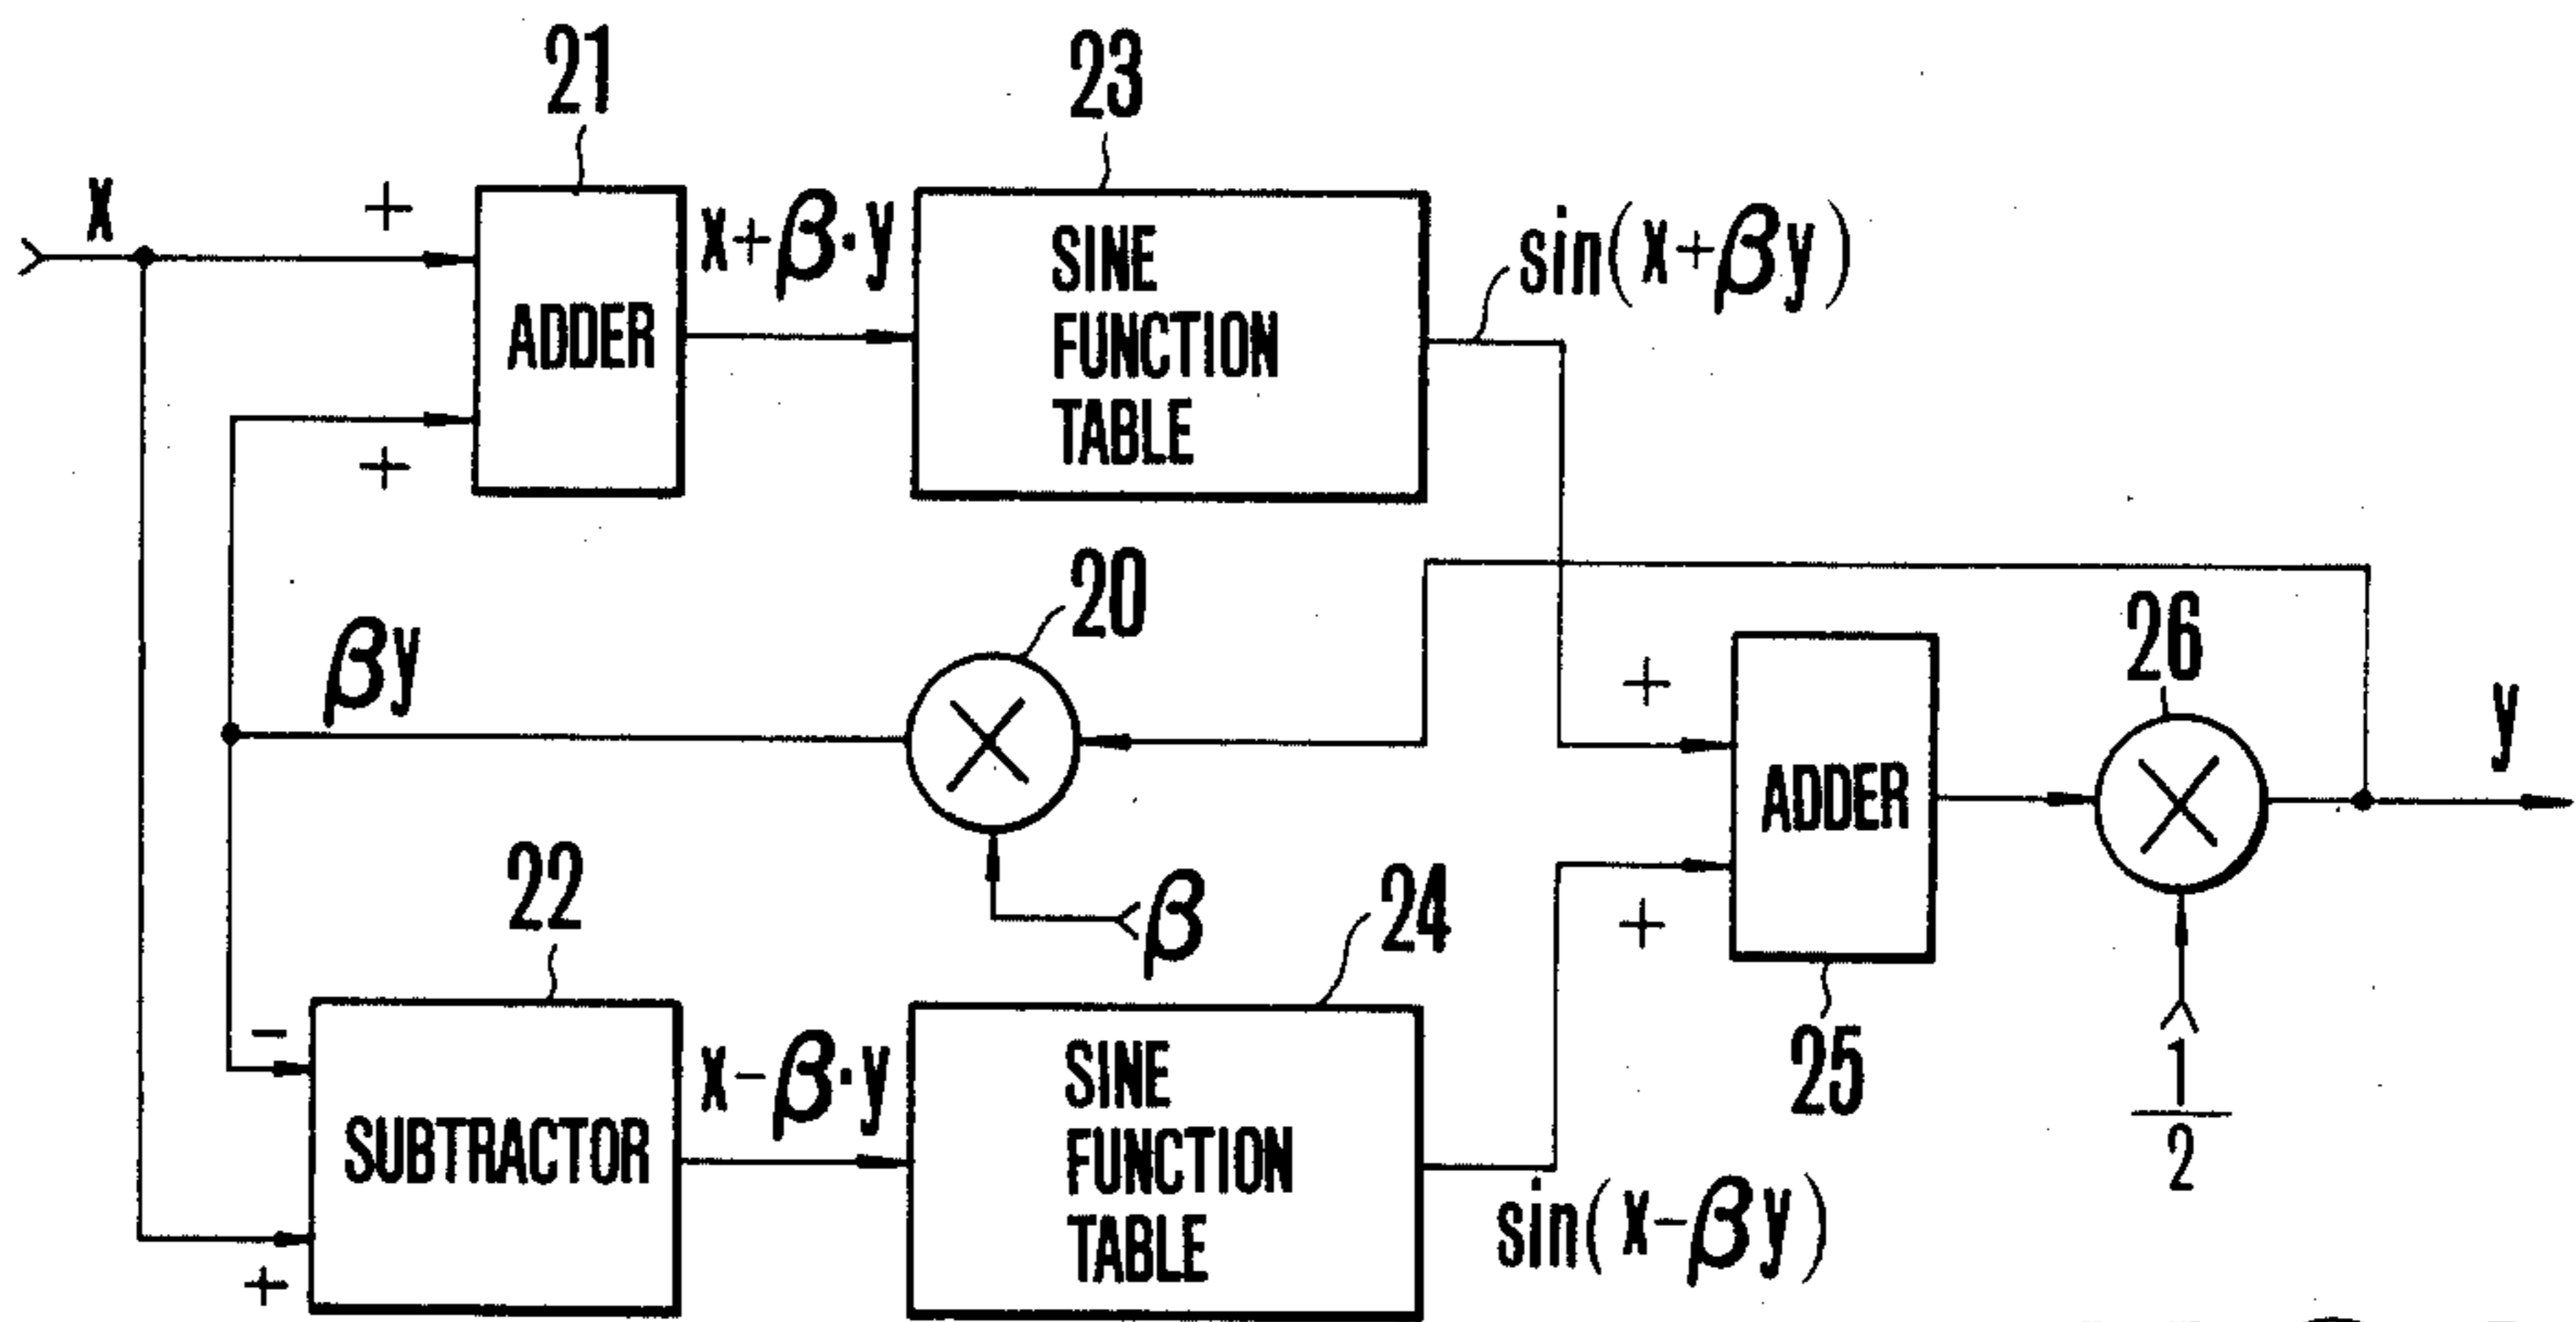 21
23
x
+
ADDER
+
x+β·y
SINE
FUNCTION
TABLE
sin(x+βy)
20
βy
β
26
+
ADDER
+
25
y
1
2
22
-
SUBTRACTOR
+
x-β·y
24
SINE
FUNCTION
TABLE
sin(x-βy)